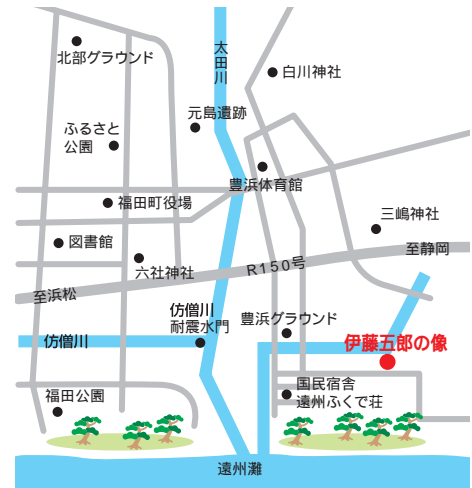 太田川
北部グラウンド
白川神社
元島遺跡
ふるさと
公園
豊浜体育館
福田町役場
三嶋神社
図書館
至静岡
六社神社
R150号
至浜松
仿僧川
耐震水門
豊浜グラウンド
仿僧川
伊藤五郎の像
国民宿舎
遠州ふくで荘
福田公園
遠州灘